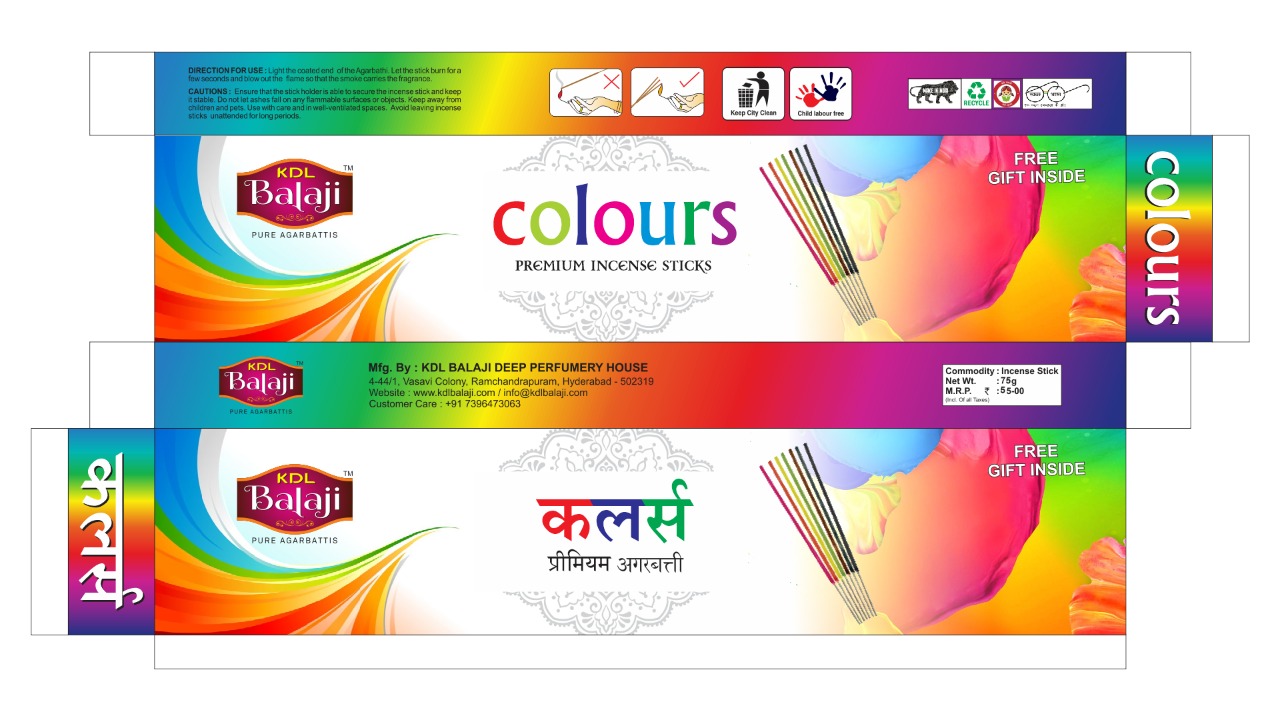 DIRECTION FOR USE : Light the coated end of the Agarbathi. Let the stick burn for a
few seconds and blow out the flame so that the smoke carries the fragrance.
CAUTIONS : Ensure that the stick holder is able to secure the incense stick and keep
it stable. Do not let ashes fall on any flammable surfaces or objects. Keep away from
children and pets. Use with care and in well-ventilated spaces. Avoid leaving incense
sticks unattended for long periods.
Keep City Clean
Child labour free
MAKE IN INDIA
RECYCLE
KDL
Balaji
TM
PURE AGARBATTIS
colours
PREMIUM INCENSE STICKS
FREE
GIFT INSIDE
colours
KDL
Balaji
TM
PURE AGARBATTIS
Mfg. By : KDL BALAJI DEEP PERFUMERY HOUSE
4-44/1, Vasavi Colony, Ramchandrapuram, Hyderabad - 502319
Website : www.kdlbalaji.com / info@kdlbalaji.com
Customer Care : +91 7396473063
Commodity : Incense Stick
Net Wt. : 75g
M.R.P. ₹ : 55-00
(Incl. Of all Taxes)
कलर्स
KDL
Balaji
TM
PURE AGARBATTIS
कलर्स
प्रीमियम अगरबत्ती
FREE
GIFT INSIDE